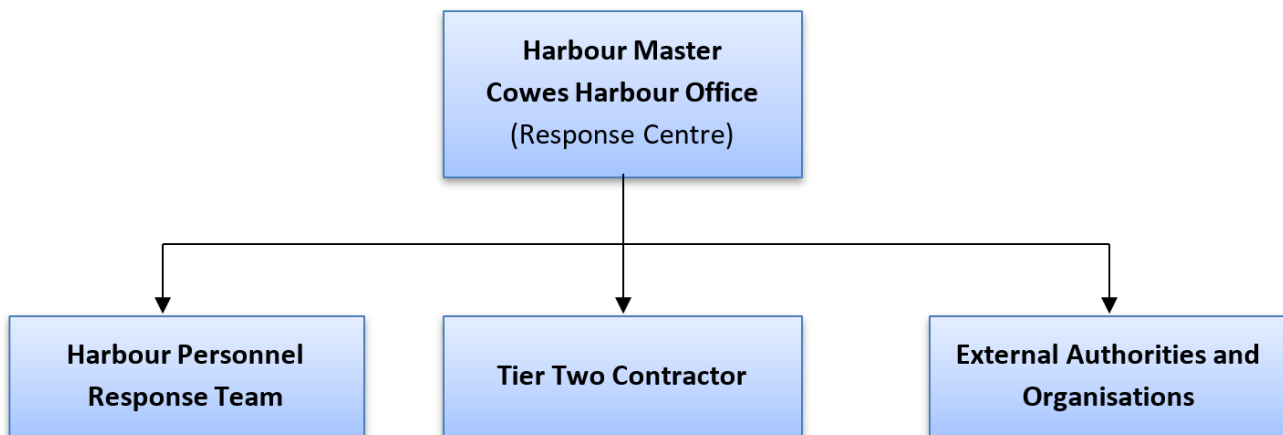 Harbour Master
Cowes Harbour Office
(Response Centre)
Harbour Personnel
Response Team
Tier Two Contractor
External Authorities and
Organisations